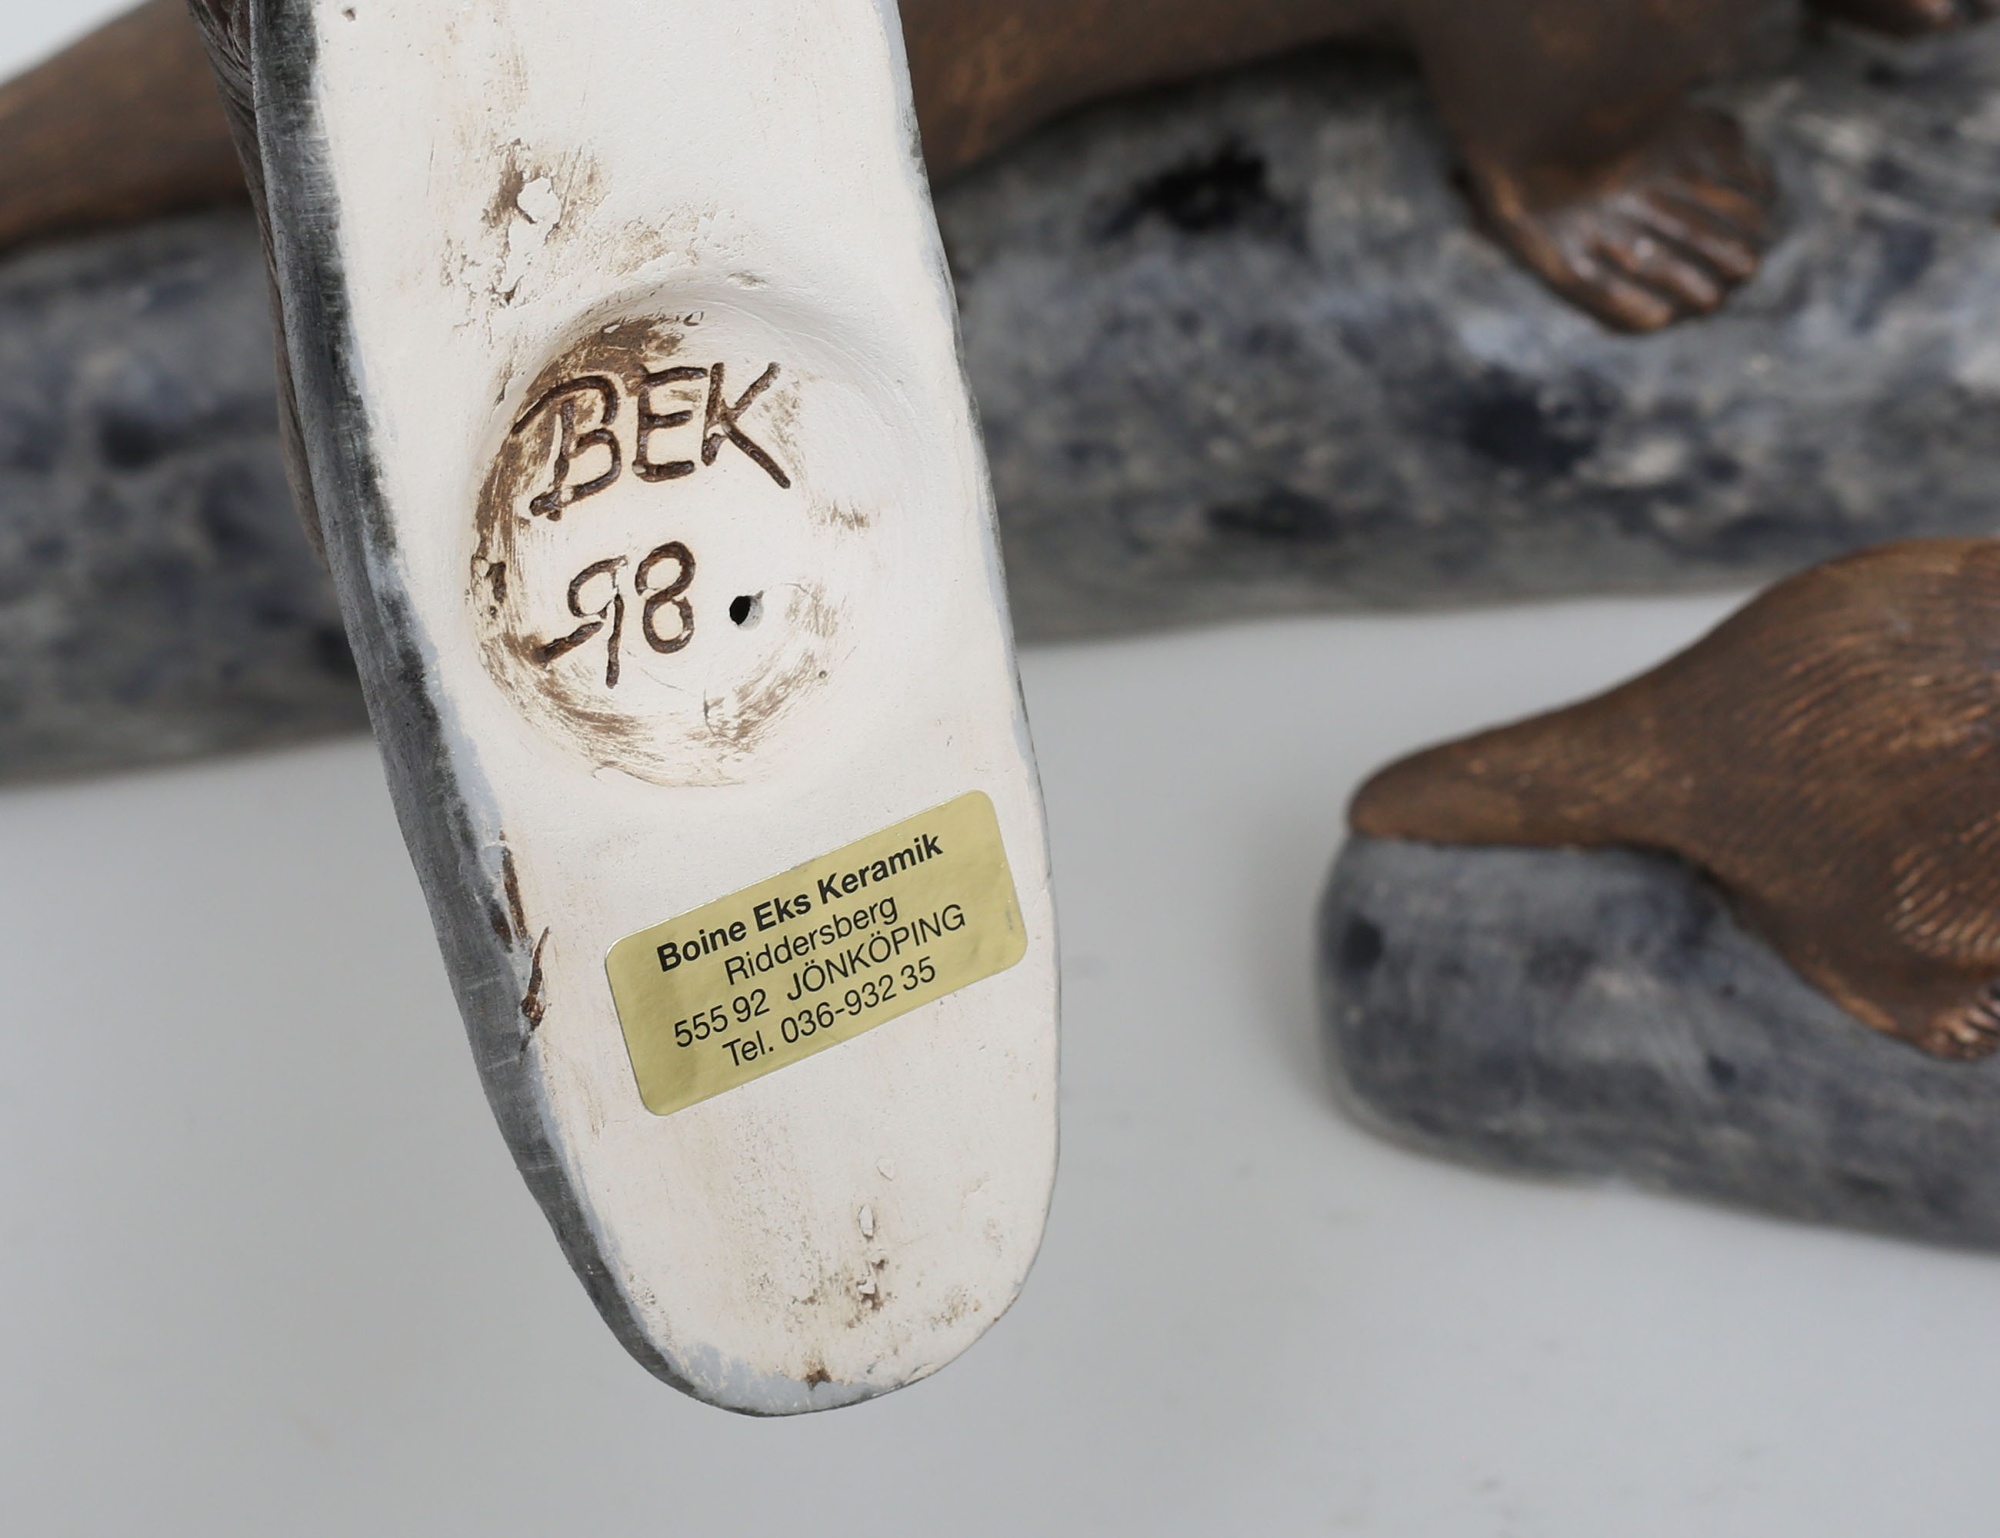 BEK
98
Boine Eks Keramik
Riddersberg
555 92 JÖNKÖPING
Tel. 036-932 35